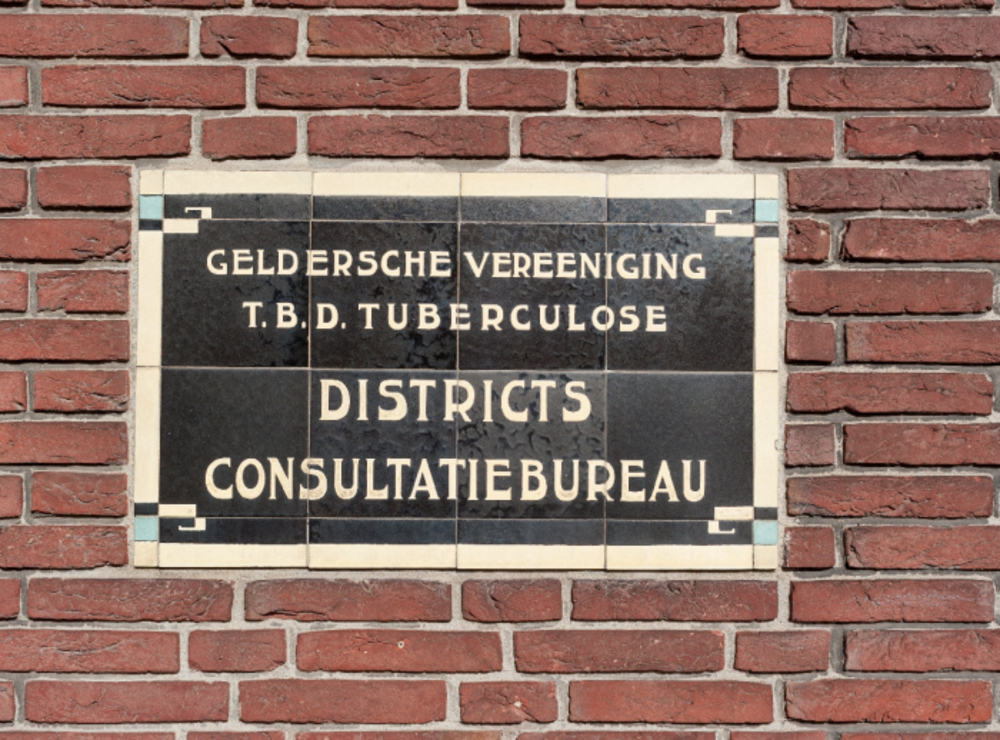 GELDERSCHE VEREENIGING
T.B.D. TUBERCULOSE
DISTRICTS
CONSULTATIEBUREAU